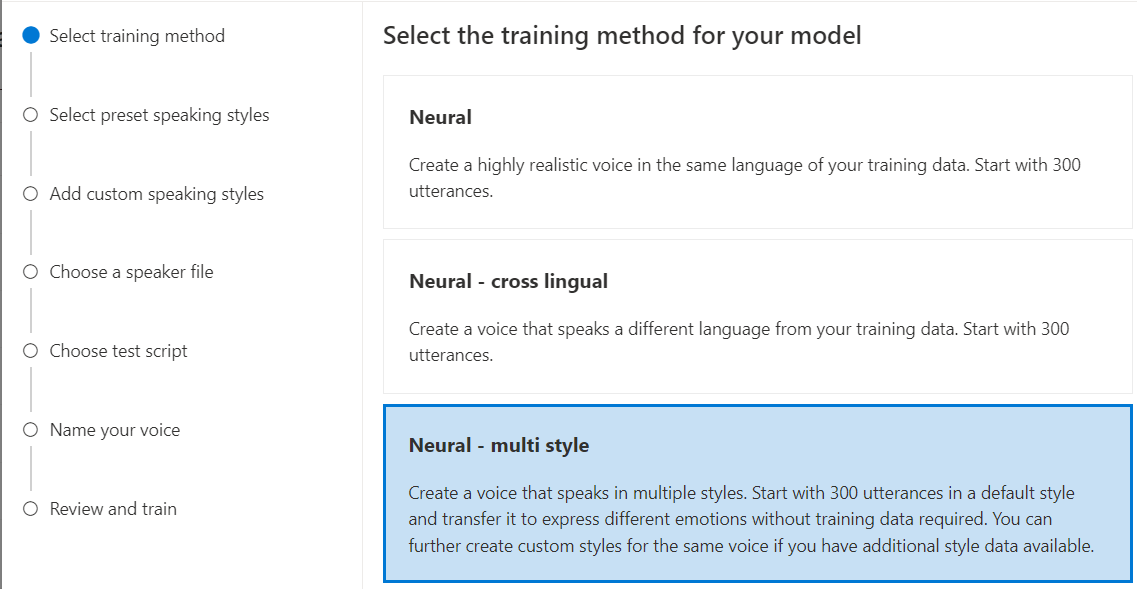 Select training method
Select preset speaking styles
Add custom speaking styles
Choose a speaker file
Choose test script
Name your voice
Review and train
Select the training method for your model
Neural
Create a highly realistic voice in the same language of your training data. Start with 300
utterances.
Neural - cross lingual
Create a voice that speaks a different language from your training data. Start with 300
utterances.
Neural - multi style
Create a voice that speaks in multiple styles. Start with 300 utterances in a default style
and transfer it to express different emotions without training data required. You can
further create custom styles for the same voice if you have additional style data available.